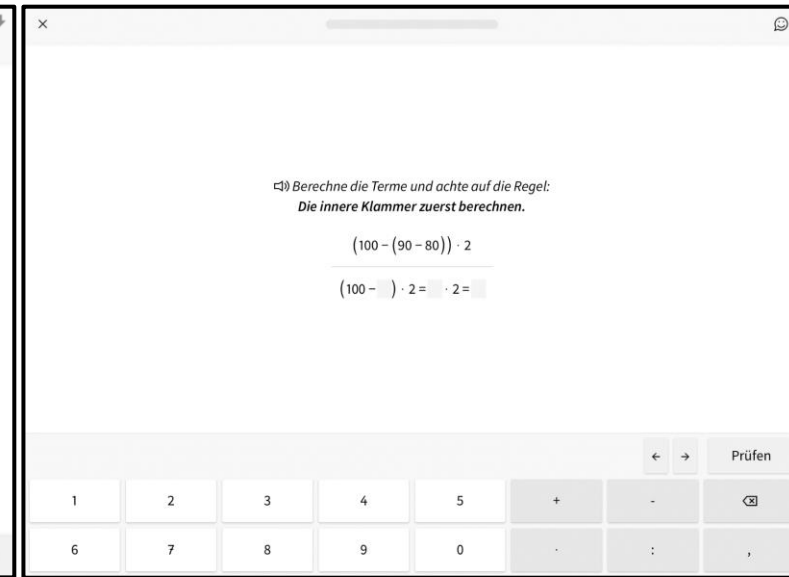 Berechne die Terme und achte auf die Regel:
Die innere Klammer zuerst berechnen.
(100 – (90 – 80)) · 2
(100 – ) · 2 = · 2 =
← → Prüfen
1 2 3 4 5 + - ⌫
6 7 8 9 0 · : ,